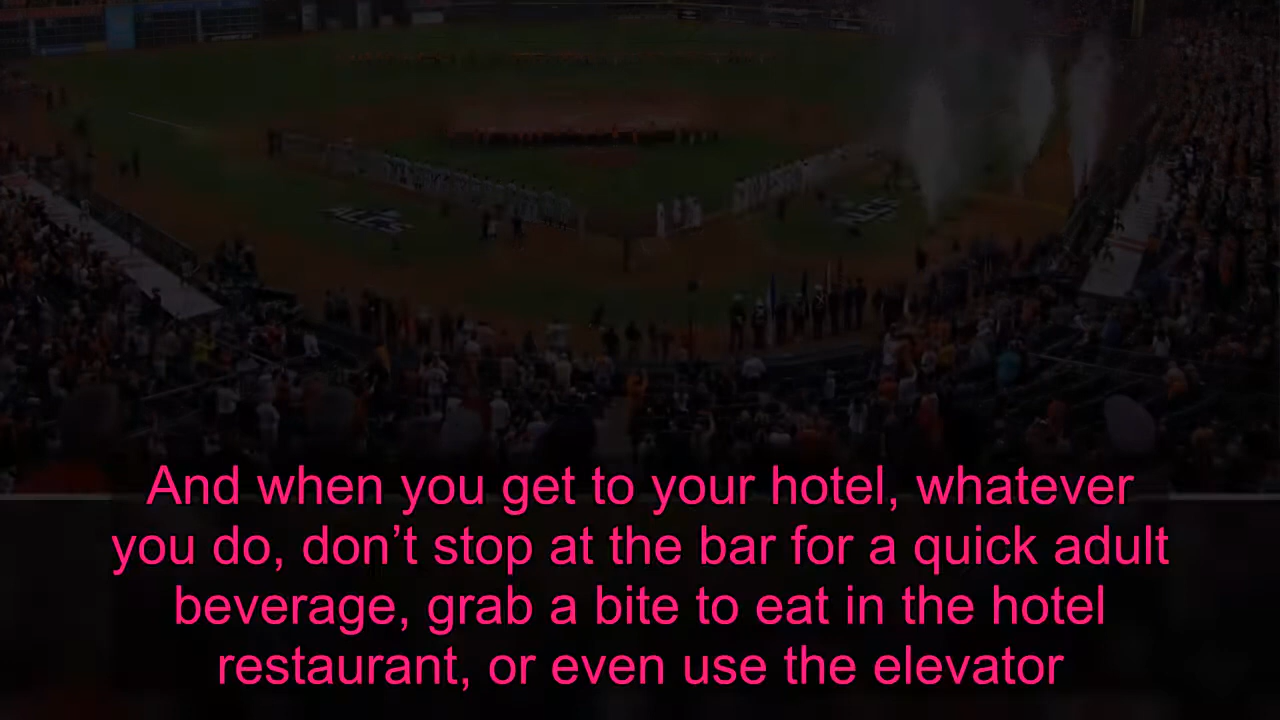 And when you get to your hotel, whatever
you do, don’t stop at the bar for a quick adult
beverage, grab a bite to eat in the hotel
restaurant, or even use the elevator